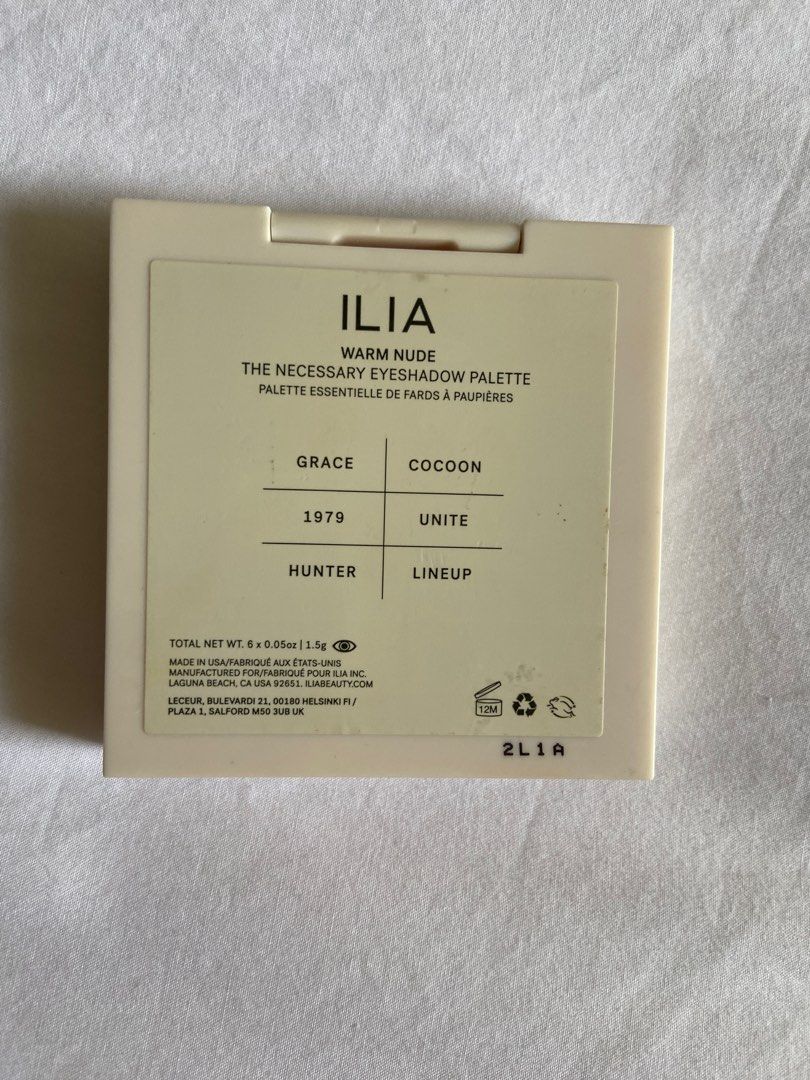 ILIA
WARM NUDE
THE NECESSARY EYESHADOW PALETTE
PALETTE ESSENTIELLE DE FARDS À PAUPIÈRES
GRACE COCOON
1979 UNITE
HUNTER LINEUP
TOTAL NET WT. 6 x 0.05oz | 1.5g
MADE IN USA/FABRIQUÉ AUX ÉTATS-UNIS
MANUFACTURED FOR/FABRIQUÉ POUR ILIA INC.
LAGUNA BEACH, CA USA 92651. ILIABEAUTY.COM
LECEUR, BULEVARDI 21, 00180 HELSINKI FI /
PLAZA 1, SALFORD M50 3UB UK
12M
2L1A